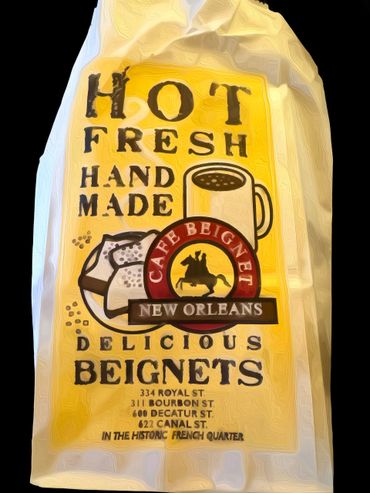 HOT
FRESH
HAND
MADE
CAFE BEIGNET
NEW ORLEANS
DELICIOUS
BEIGNETS
334 ROYAL ST.
311 BOURBON ST.
600 DECATUR ST.
622 CANAL ST.
IN THE HISTORIC FRENCH QUARTER